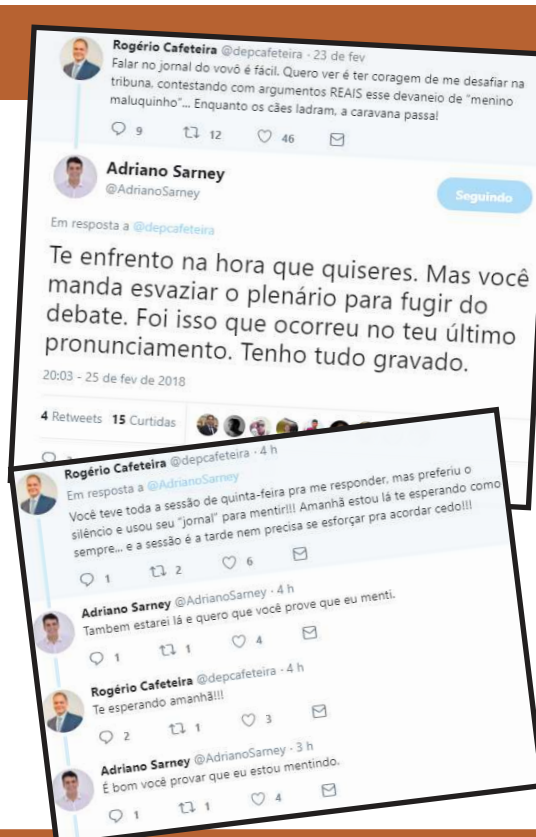 Rogério Cafeteira @depcafeteira · 23 de fev
Falar no jornal do vovô é fácil. Quero ver é ter coragem de me desafiar na
tribuna, contestando com argumentos REAIS esse devaneio de "menino
maluquinho"... Enquanto os cães ladram, a caravana passa!
9 12 46
Adriano Sarney
@AdrianoSarney
Seguindo
Em resposta a @depcafeteira
Te enfrento na hora que quiseres. Mas você
manda esvaziar o plenário para fugir do
debate. Foi isso que ocorreu no teu último
pronunciamento. Tenho tudo gravado.
20:03 - 25 de fev de 2018
4 Retweets 15 Curtidas
Rogério Cafeteira @depcafeteira · 4 h
Em resposta a @AdrianoSarney
Você teve toda a sessão de quinta-feira pra me responder, mas preferiu o
silêncio e usou seu "jornal" para mentir!!! Amanhã estou lá te esperando como
sempre... e a sessão é a tarde nem precisa se esforçar pra acordar cedo!!!
1 2 6
Adriano Sarney @AdrianoSarney · 4 h
Tambem estarei lá e quero que você prove que eu menti.
1 1 4
Rogério Cafeteira @depcafeteira · 4 h
Te esperando amanhã!!!
2 1 3
Adriano Sarney @AdrianoSarney · 3 h
É bom você provar que eu estou mentindo.
1 1 4